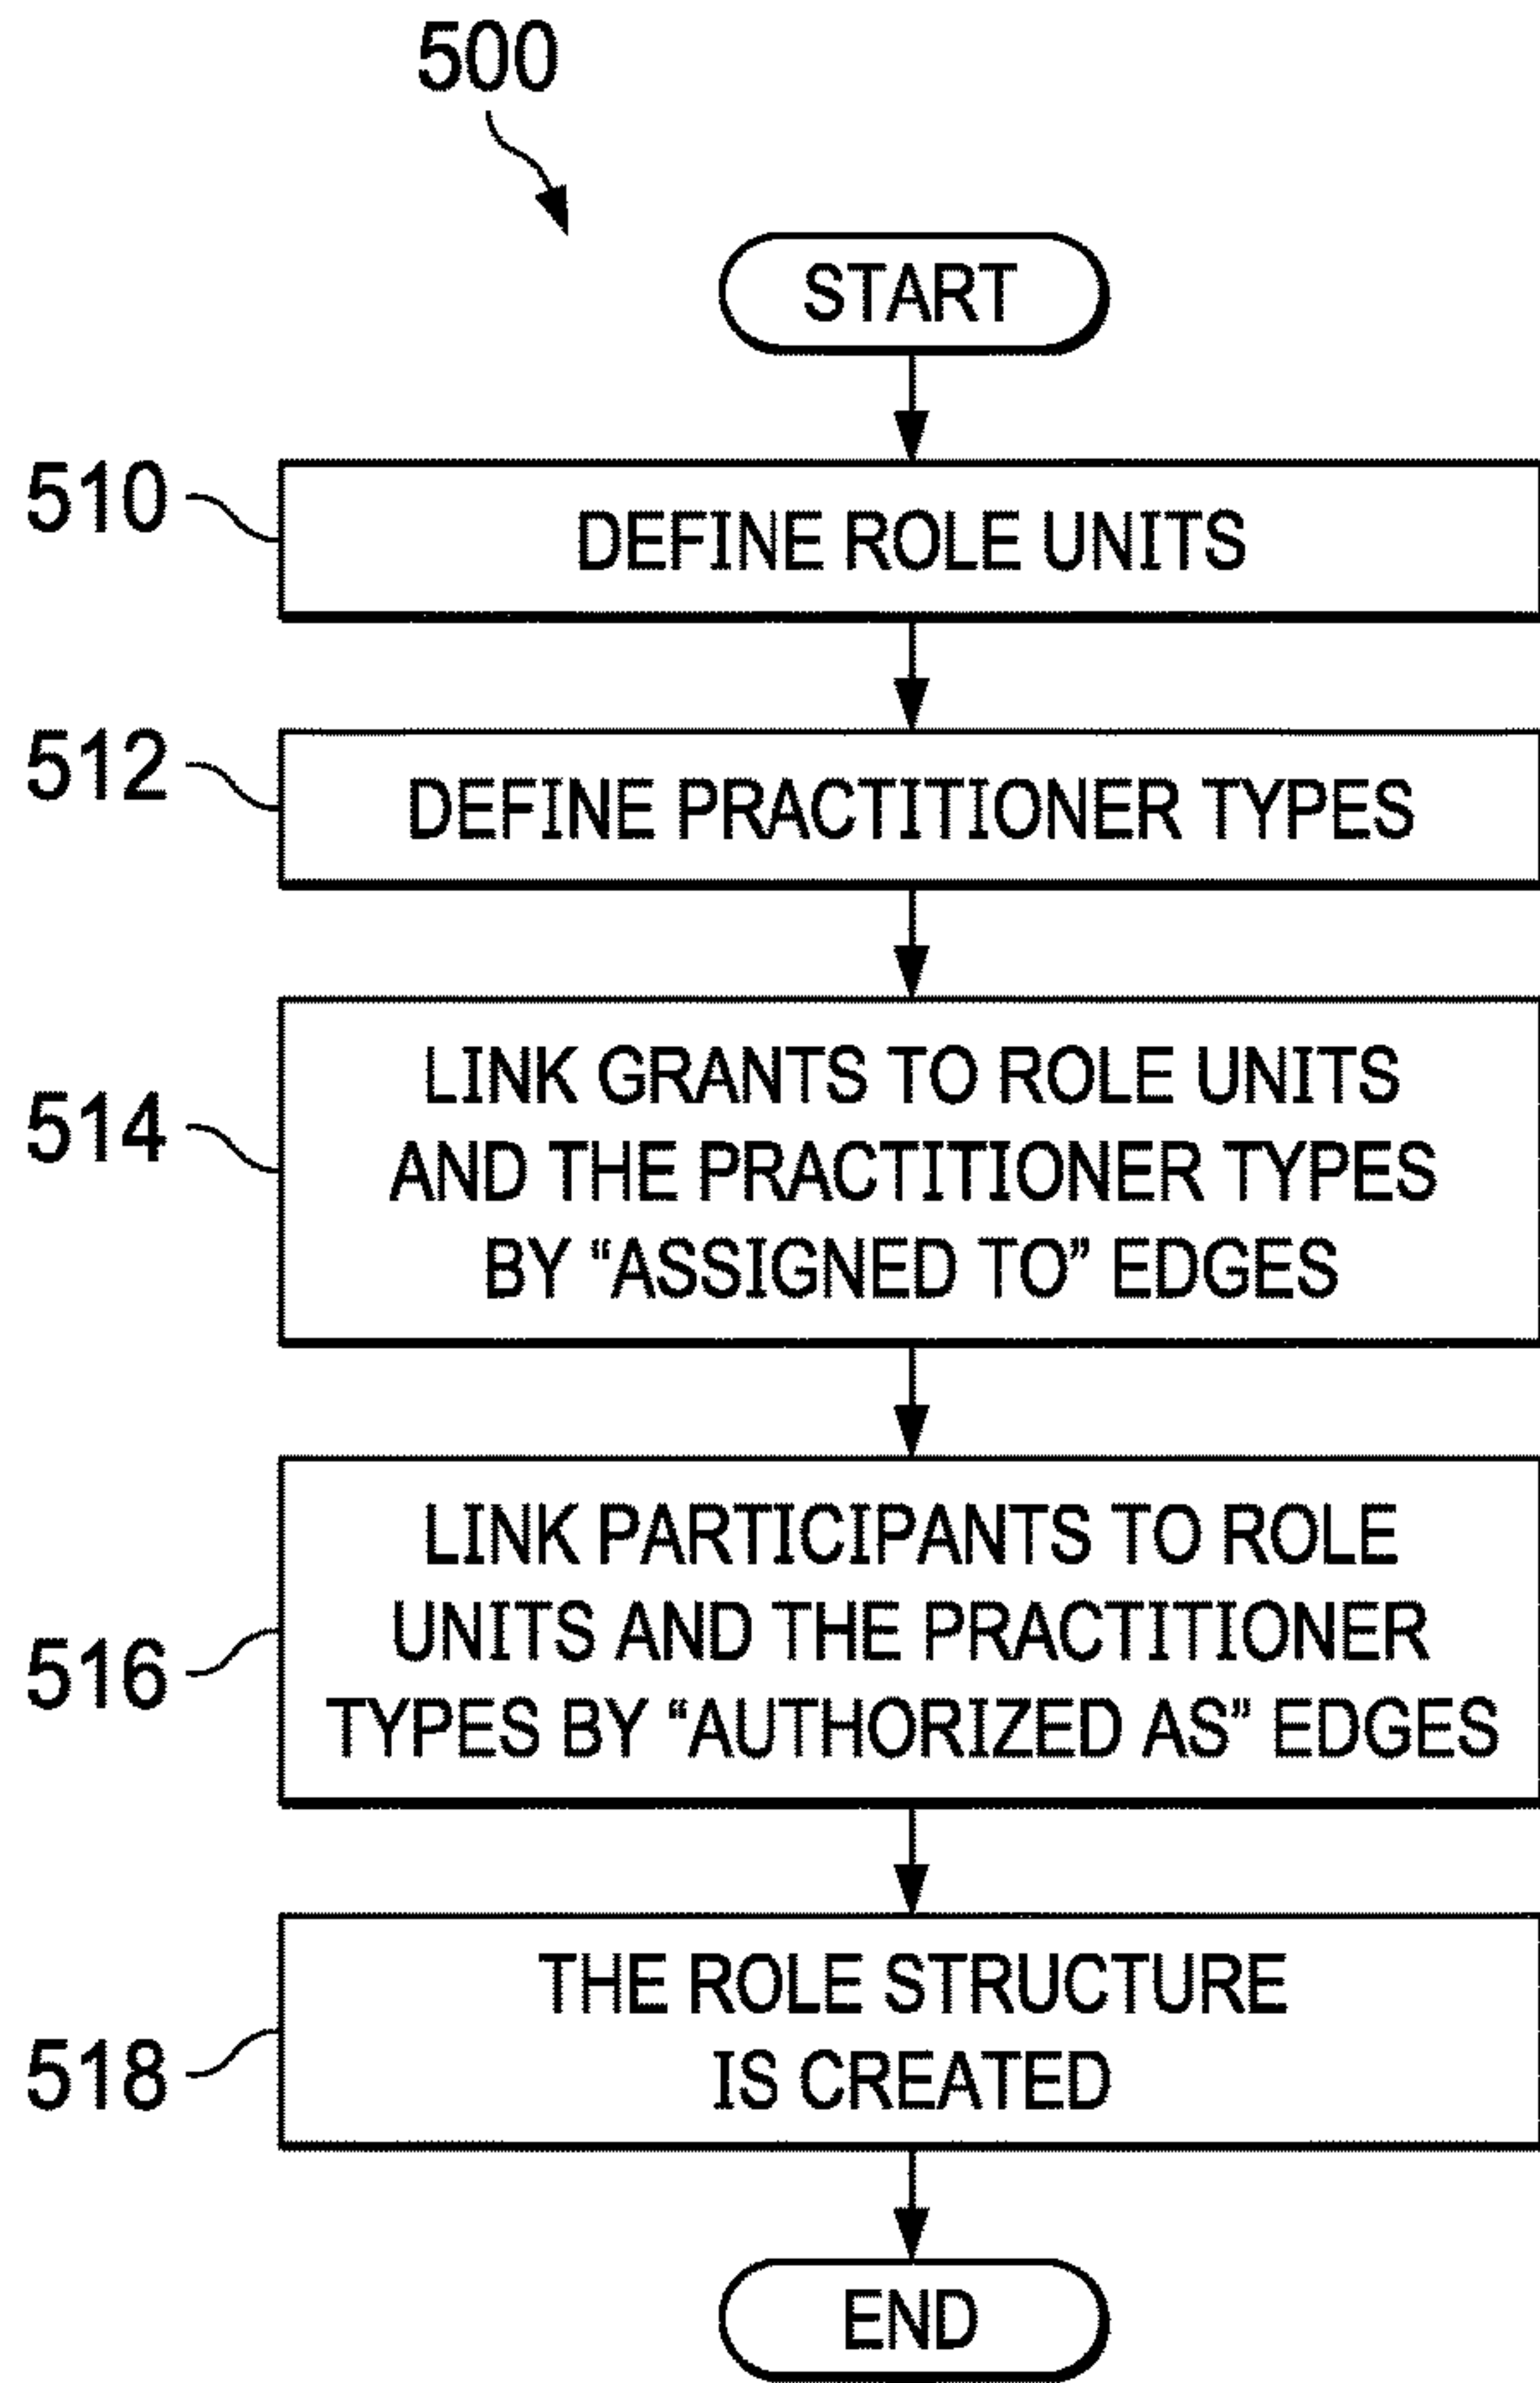 500
START
510
DEFINE ROLE UNITS
512
DEFINE PRACTITIONER TYPES
514
LINK GRANTS TO ROLE UNITS
AND THE PRACTITIONER TYPES
BY “ASSIGNED TO” EDGES
516
LINK PARTICIPANTS TO ROLE
UNITS AND THE PRACTITIONER
TYPES BY “AUTHORIZED AS” EDGES
518
THE ROLE STRUCTURE
IS CREATED
END